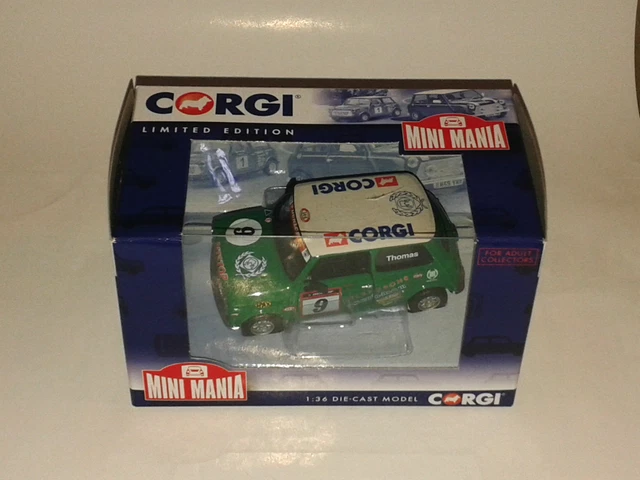 CORGI®
LIMITED EDITION
MINI MANIA
CORGI
CORGI
9
Thomas
FOR ADULT
COLLECTORS
9
MINI MANIA
1:36 DIE-CAST MODEL
CORGI